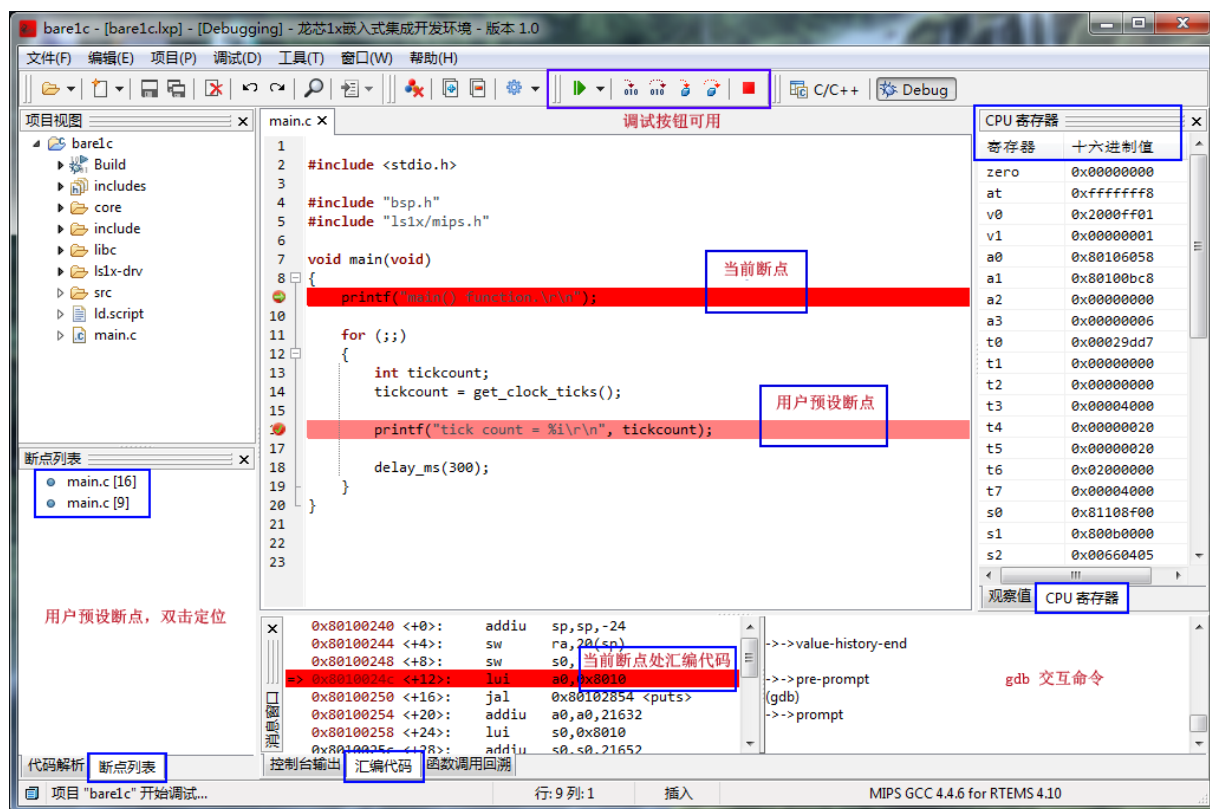 bare1c - [bare1c.lxp] - [Debugging] - 龙芯1x嵌入式集成开发环境 - 版本 1.0
文件(F) 编辑(E) 项目(P) 调试(D) 工具(T) 窗口(W) 帮助(H)
C/C++ Debug
调试按钮可用
项目视图
bare1c
Build
includes
core
include
libc
ls1x-drv
src
ld.script
main.c
断点列表
main.c [16]
main.c [9]
用户预设断点，双击定位
代码解析 断点列表
main.c
1
2 #include <stdio.h>
3
4 #include "bsp.h"
5 #include "ls1x/mips.h"
6
7 void main(void)
8 {
printf("main() function.\r\n");
10
11 for (;;)
12 {
13 int tickcount;
14 tickcount = get_clock_ticks();
15
printf("tick count = %i\r\n", tickcount);
17
18 delay_ms(300);
19 }
20 }
21
22
23
当前断点
用户预设断点
CPU 寄存器
寄存器 十六进制值
zero 0x00000000
at 0xfffffff8
v0 0x2000ff01
v1 0x00000001
a0 0x80106058
a1 0x80100bc8
a2 0x00000000
a3 0x00000006
t0 0x00029dd7
t1 0x00000000
t2 0x00000000
t3 0x00004000
t4 0x00000020
t5 0x00000020
t6 0x02000000
t7 0x00004000
s0 0x81108f00
s1 0x800b0000
s2 0x00660405
观察值 CPU 寄存器
消息窗口
0x80100240 <+0>: addiu sp,sp,-24
0x80100244 <+4>: sw ra,20(sp)
0x80100248 <+8>: sw s0,
=> 0x8010024c <+12>: lui a0,0x8010
0x80100250 <+16>: jal 0x80102854 <puts>
0x80100254 <+20>: addiu a0,a0,21632
0x80100258 <+24>: lui s0,0x8010
0x8010025c <+28>: addiu s0,s0,21652
当前断点处汇编代码
->->value-history-end
->->pre-prompt
(gdb)
->->prompt
gdb 交互命令
控制台输出 汇编代码 函数调用回溯
项目 "bare1c" 开始调试... 行: 9 列: 1 插入 MIPS GCC 4.4.6 for RTEMS 4.10